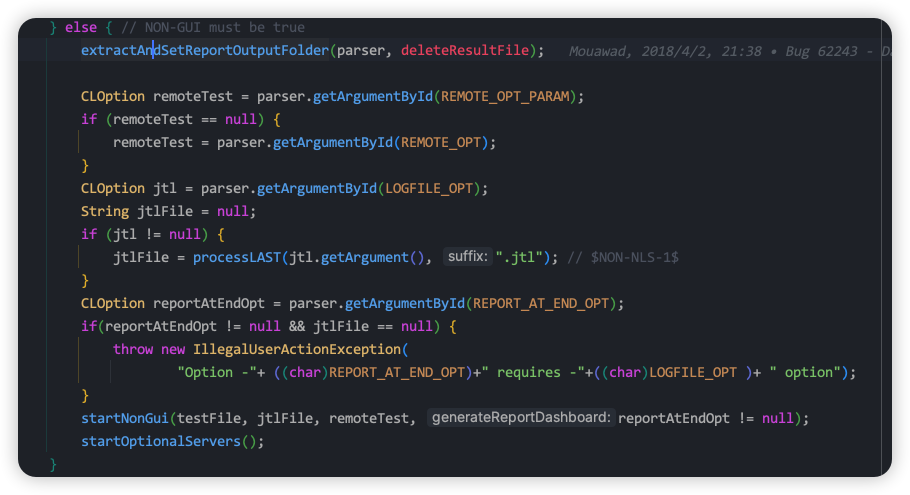 } else { // NON-GUI must be true
extractAndSetReportOutputFolder(parser, deleteResultFile); Mouawad, 2018/4/2, 21:38 • Bug 62243 -
CLOption remoteTest = parser.getArgumentById(REMOTE_OPT_PARAM);
if (remoteTest == null) {
remoteTest = parser.getArgumentById(REMOTE_OPT);
}
CLOption jtl = parser.getArgumentById(LOGFILE_OPT);
String jtlFile = null;
if (jtl != null) {
jtlFile = processLAST(jtl.getArgument(), suffix: ".jtl"); // $NON-NLS-1$
}
CLOption reportAtEndOpt = parser.getArgumentById(REPORT_AT_END_OPT);
if(reportAtEndOpt != null && jtlFile == null) {
throw new IllegalUserActionException(
"Option -"+ ((char)REPORT_AT_END_OPT)+" requires -"+((char)LOGFILE_OPT )+ " option");
}
startNonGui(testFile, jtlFile, remoteTest, generateReportDashboard: reportAtEndOpt != null);
startOptionalServers();
}